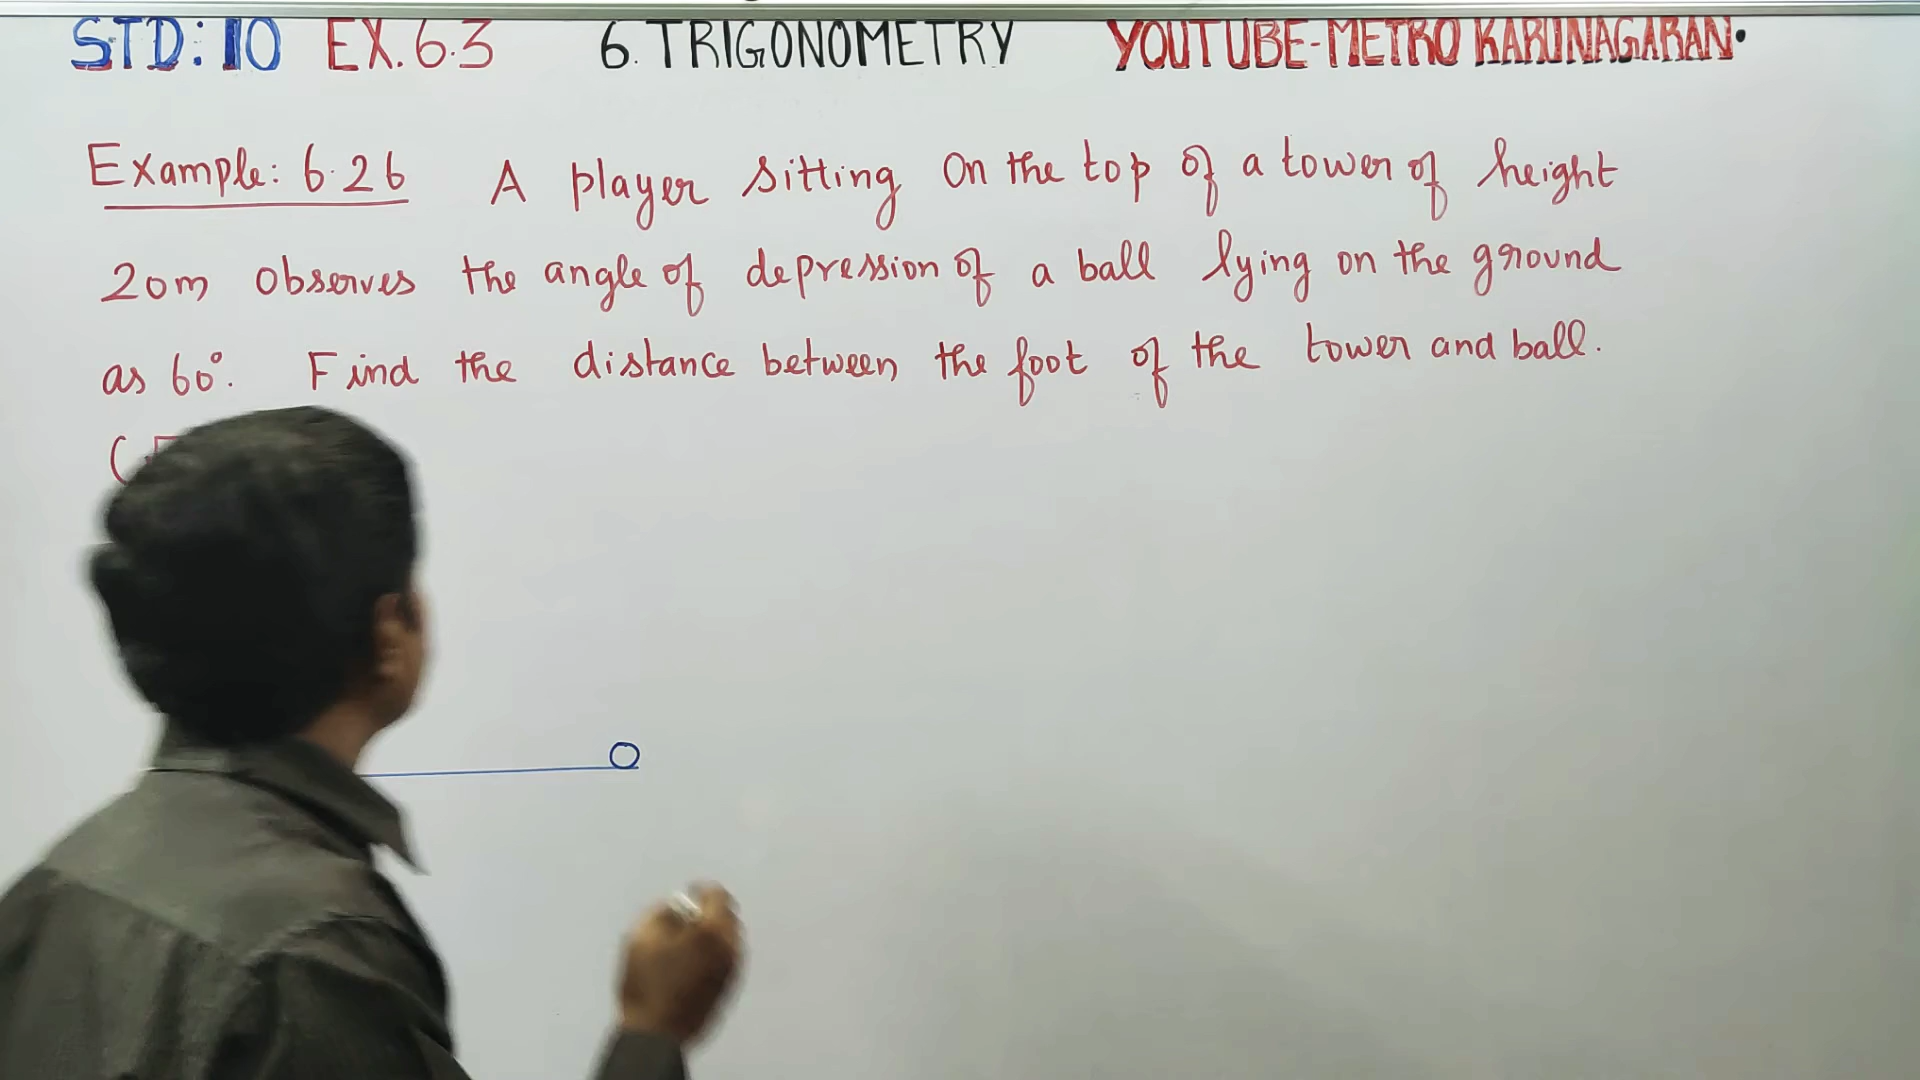 STD: 10 EX. 6.3 6. TRIGONOMETRY YOUTUBE-METRO KARUNAGARAN.
Example: 6.26 A player sitting On the top of a tower of height
20m observes the angle of depression of a ball lying on the ground
as 60°. Find the distance between the foot of the tower and ball.